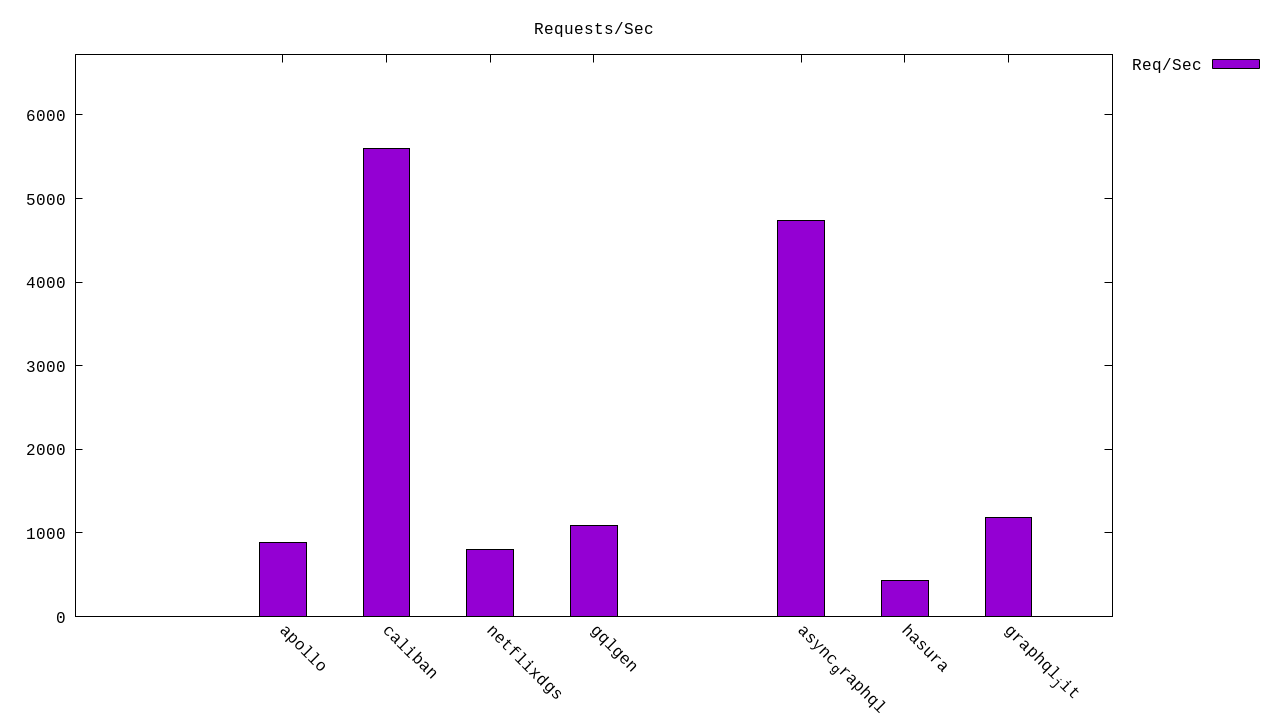 Requests/Sec
Req/Sec
6000
5000
4000
3000
2000
1000
0
apollo
caliban
netflixdgs
gqlgen
async_graphql
hasura
graphql_jit